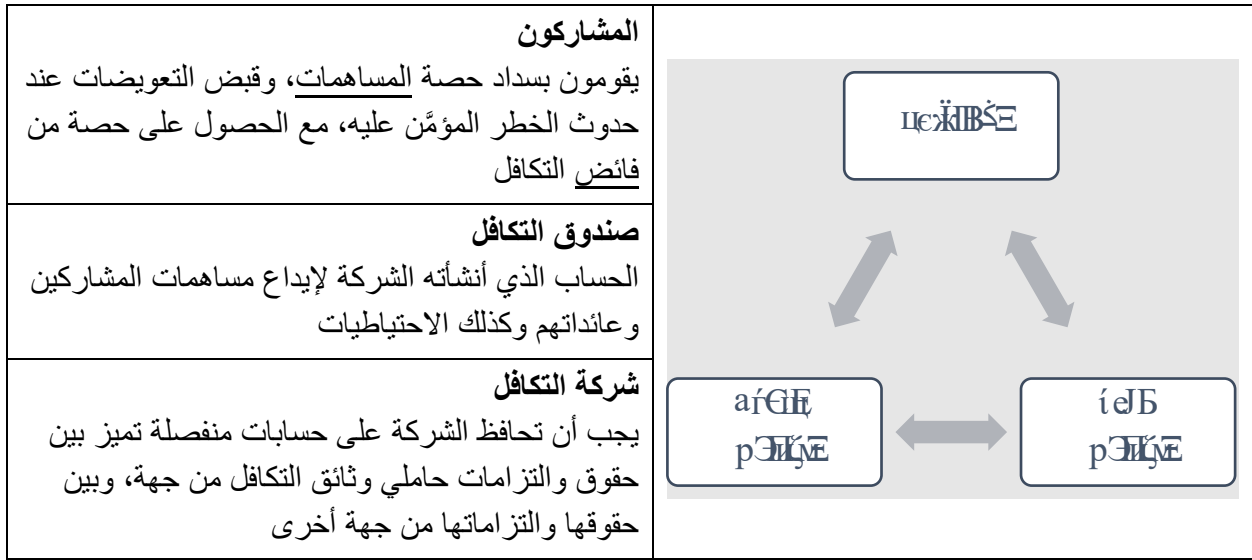 المشاركون
يقومون بسداد حصة المساهمات، وقبض التعويضات عند
حدوث الخطر المؤمَّن عليه، مع الحصول على حصة من
فائض التكافل
صندوق التكافل
الحساب الذي أنشأته الشركة لإيداع مساهمات المشاركين
وعائداتهم وكذلك الاحتياطيات
شركة التكافل
يجب أن تحافظ الشركة على حسابات منفصلة تميز بين
حقوق والتزامات حاملي وثائق التكافل من جهة، وبين
حقوقها والتزاماتها من جهة أخرى